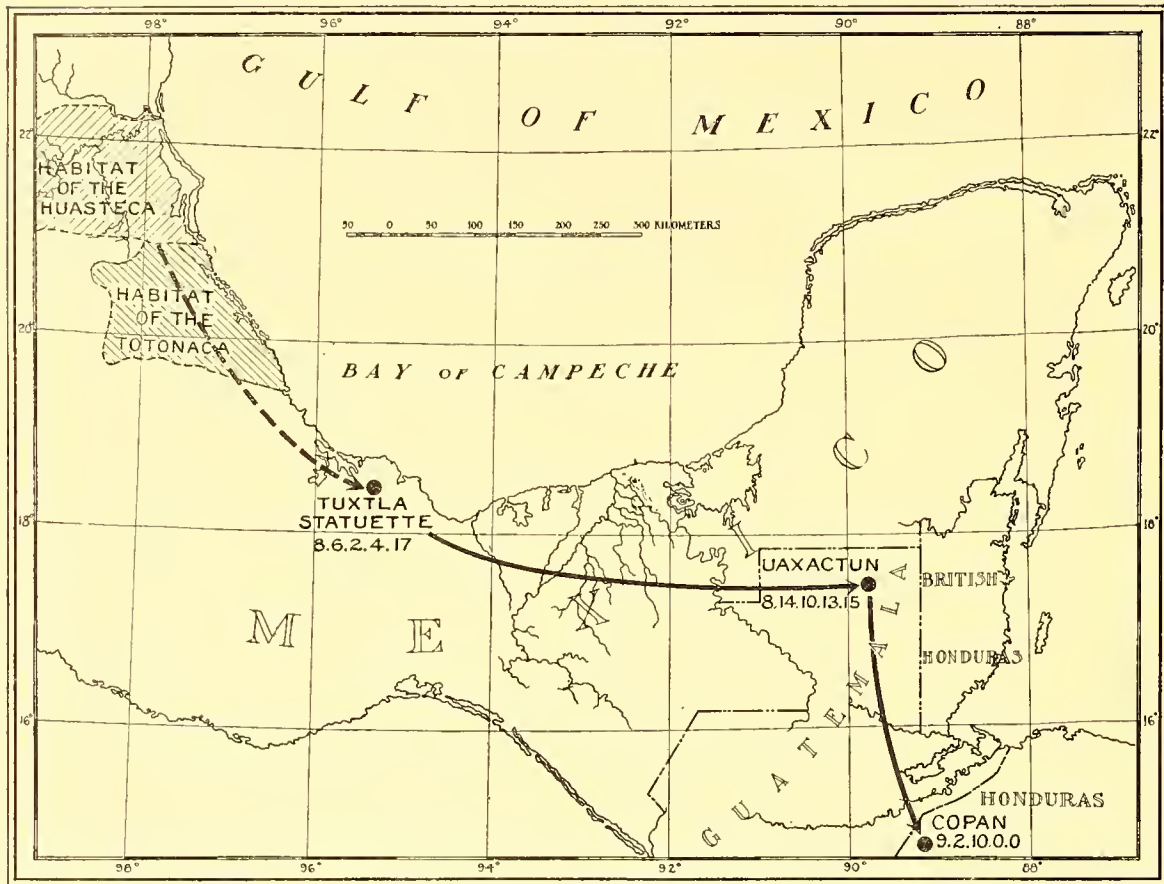 98° 96° 94° 92° 90° 88°
GULF OF MEXICO
22° 22°
HABITAT
OF THE
HUASTECA
50 0 50 100 150 200 250 300 KILOMETERS
HABITAT
OF THE
TOTONACA
20° 20°
BAY OF CAMPECHE
TUXTLA
STATUETTE
8.6.2.4.17
18° 18°
UAXACTUN
8.14.10.13.15
BRITISH
HONDURAS
MEXICO
GUATEMALA
16° 16°
HONDURAS
COPAN
9.2.10.0.0
98° 96° 94° 92° 90° 88°